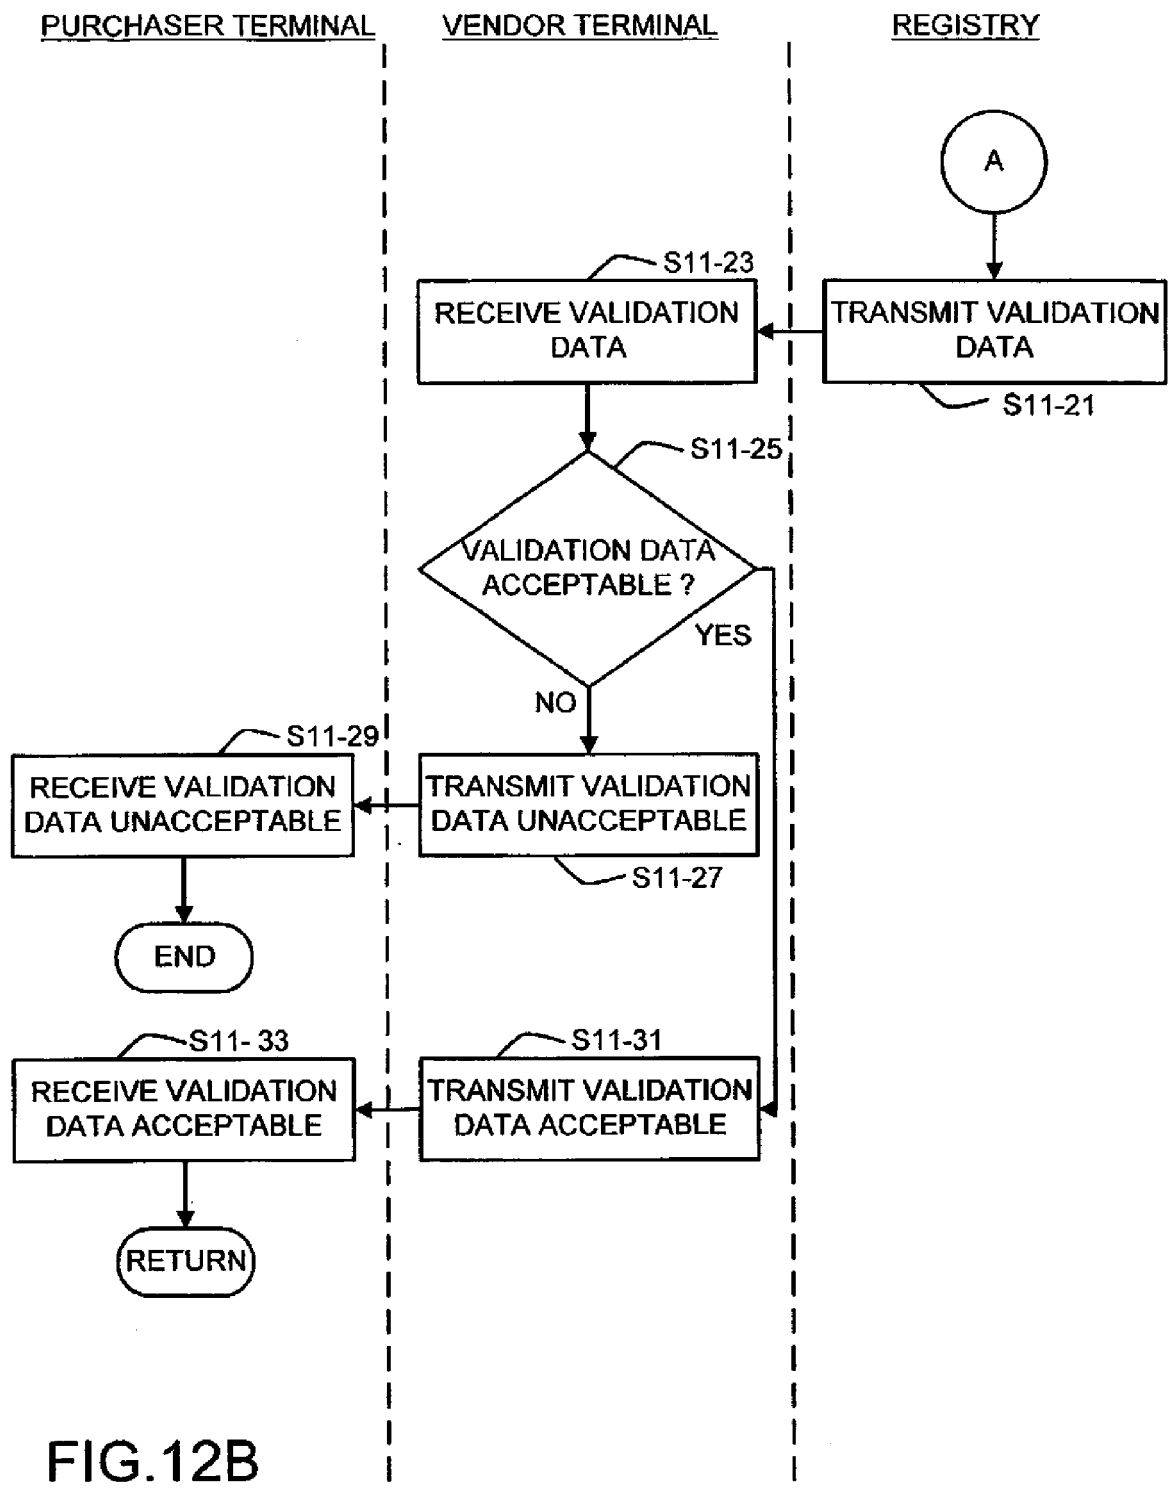 PURCHASER TERMINAL
VENDOR TERMINAL
REGISTRY
A
S11-23
RECEIVE VALIDATION
DATA
TRANSMIT VALIDATION
DATA
S11-21
S11-25
VALIDATION DATA
ACCEPTABLE ?
YES
NO
S11-29
RECEIVE VALIDATION
DATA UNACCEPTABLE
TRANSMIT VALIDATION
DATA UNACCEPTABLE
S11-27
END
S11- 33
RECEIVE VALIDATION
DATA ACCEPTABLE
S11-31
TRANSMIT VALIDATION
DATA ACCEPTABLE
RETURN
FIG.12B